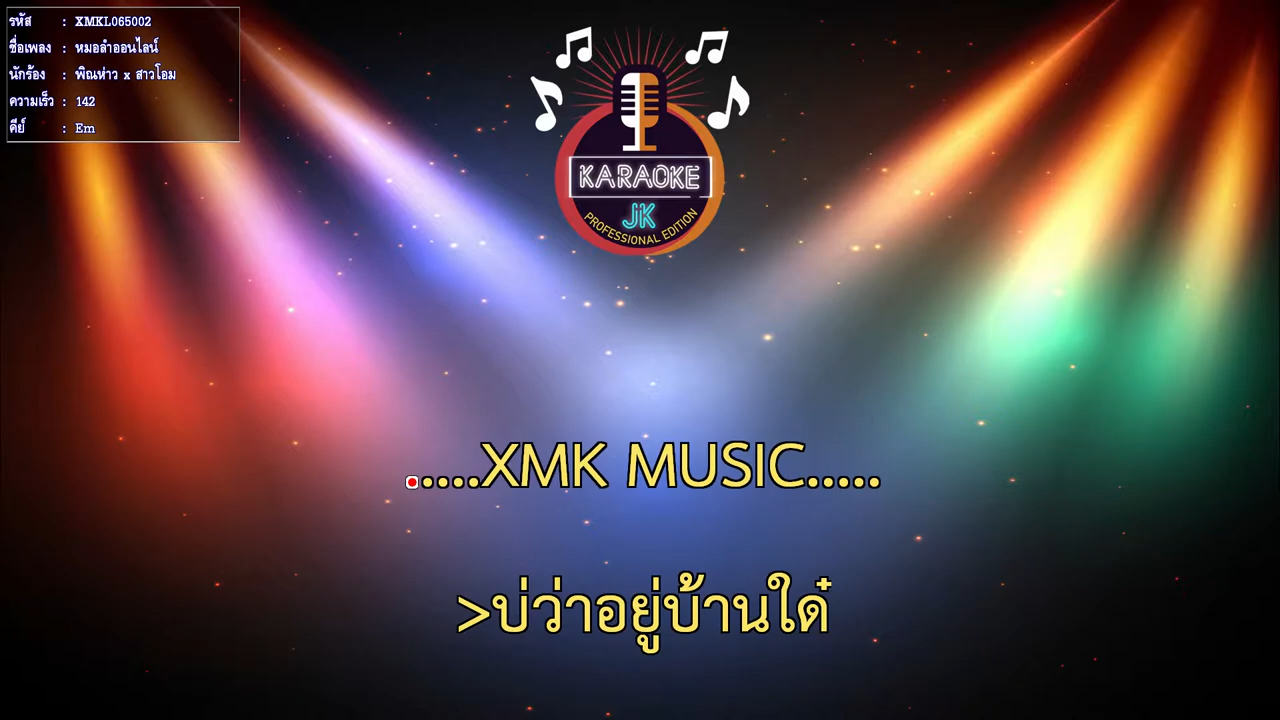 รหัส : XMKL065002
ชื่อเพลง : หมอลำออนไลน์
นักร้อง : พิณห่าว x สาวโอม
ความเร็ว : 142
คีย์ : Em
KARAOKE
JK
PROFESSIONAL EDITION
.....XMK MUSIC.....
>บ่ว่าอยู่บ้านใด๋